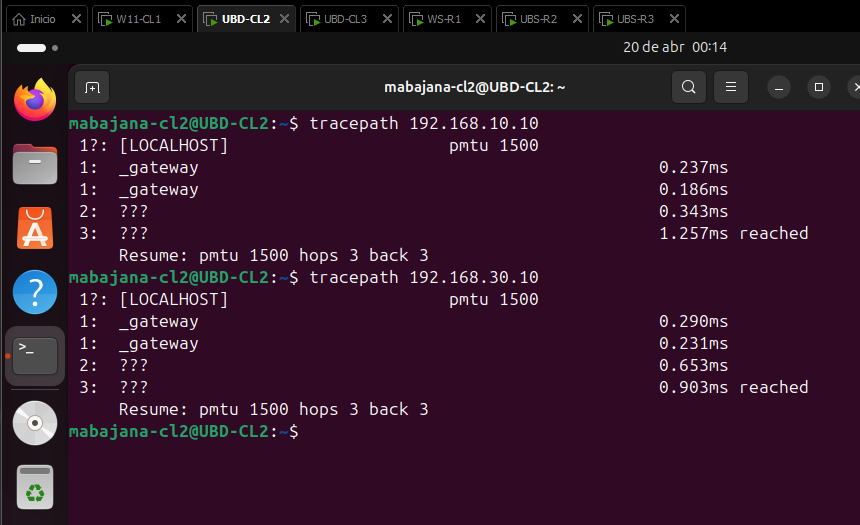 Inicio
W11-CL1
UBD-CL2
UBD-CL3
WS-R1
UBS-R2
UBS-R3
20 de abr 00:14
mabajana-cl2@UBD-CL2: ~
mabajana-cl2@UBD-CL2:~$ tracepath 192.168.10.10
1?: [LOCALHOST] pmtu 1500
1: _gateway 0.237ms
1: _gateway 0.186ms
2: ??? 0.343ms
3: ??? 1.257ms reached
Resume: pmtu 1500 hops 3 back 3
mabajana-cl2@UBD-CL2:~$ tracepath 192.168.30.10
1?: [LOCALHOST] pmtu 1500
1: _gateway 0.290ms
1: _gateway 0.231ms
2: ??? 0.653ms
3: ??? 0.903ms reached
Resume: pmtu 1500 hops 3 back 3
mabajana-cl2@UBD-CL2:~$